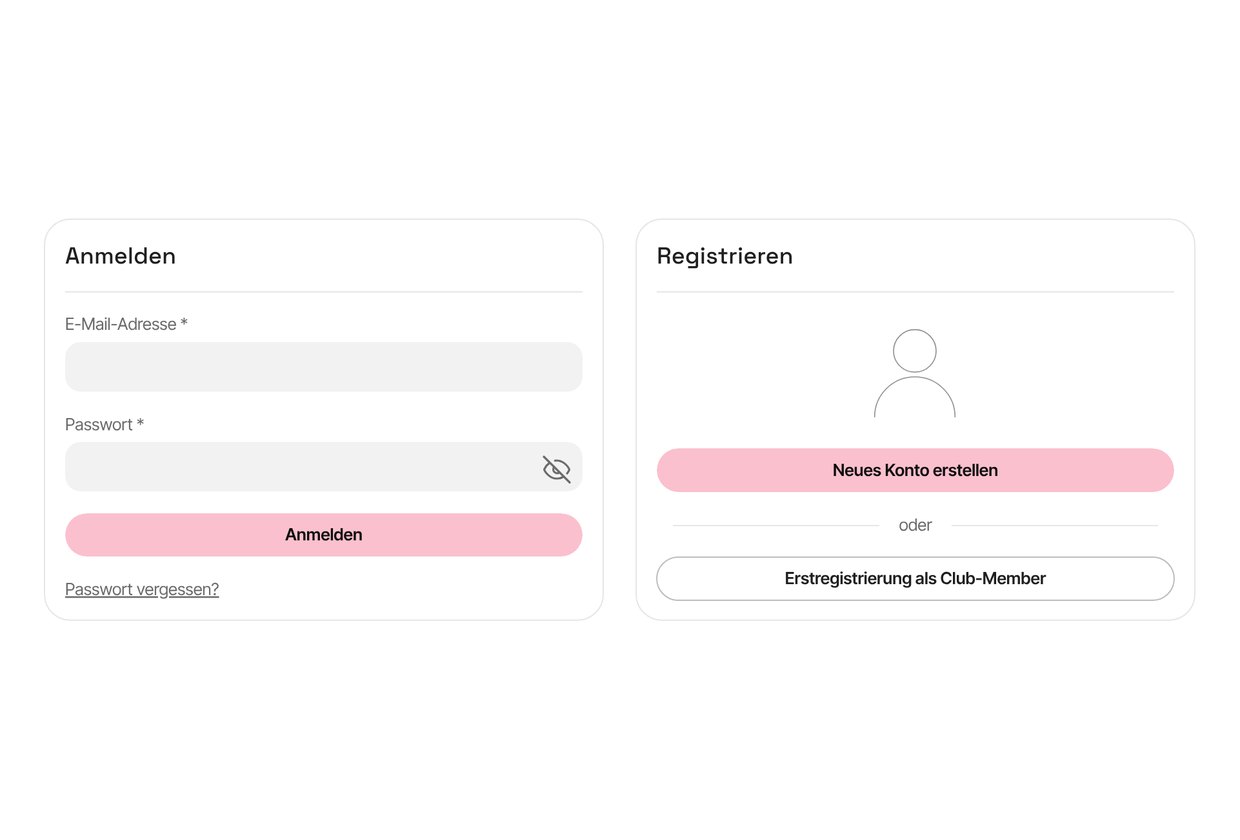 Anmelden
E-Mail-Adresse *
Passwort *
Anmelden
Passwort vergessen?
Registrieren
Neues Konto erstellen
oder
Erstregistrierung als Club-Member